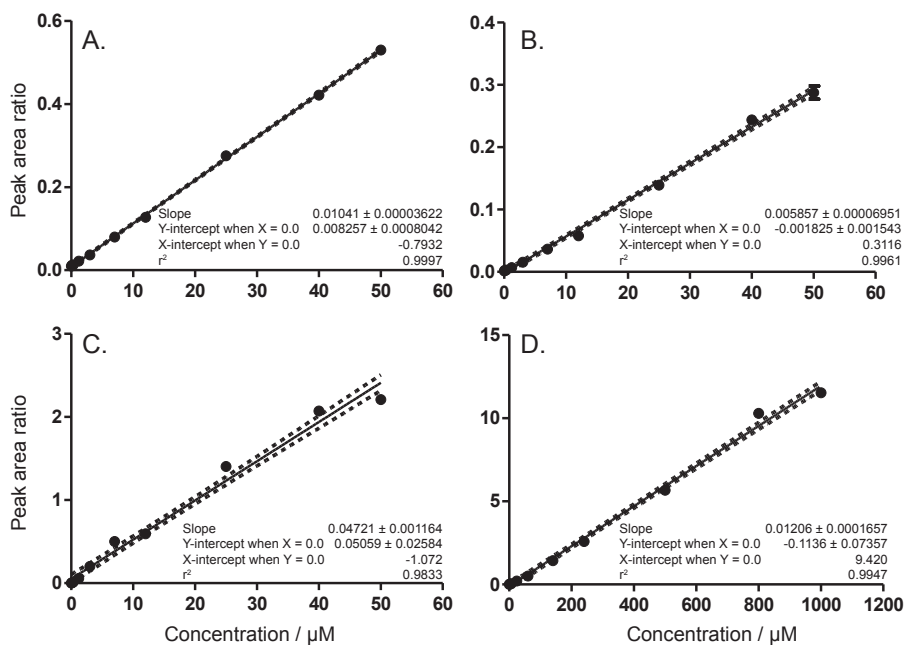 A.
0.6
0.4
0.2
0.0
Peak area ratio
Slope 0.01041 ± 0.00003622
Y-intercept when X = 0.0 0.008257 ± 0.0008042
X-intercept when Y = 0.0 -0.7932
r² 0.9997
0 10 20 30 40 50 60
B.
0.4
0.3
0.2
0.1
0.0
Slope 0.005857 ± 0.00006951
Y-intercept when X = 0.0 -0.001825 ± 0.001543
X-intercept when Y = 0.0 0.3116
r² 0.9961
0 10 20 30 40 50 60
C.
3
2
1
0
Peak area ratio
Slope 0.04721 ± 0.001164
Y-intercept when X = 0.0 0.05059 ± 0.02584
X-intercept when Y = 0.0 -1.072
r² 0.9833
0 10 20 30 40 50 60
Concentration / µM
D.
15
10
5
0
Slope 0.01206 ± 0.0001657
Y-intercept when X = 0.0 -0.1136 ± 0.07357
X-intercept when Y = 0.0 9.420
r² 0.9947
0 200 400 600 800 1000 1200
Concentration / µM